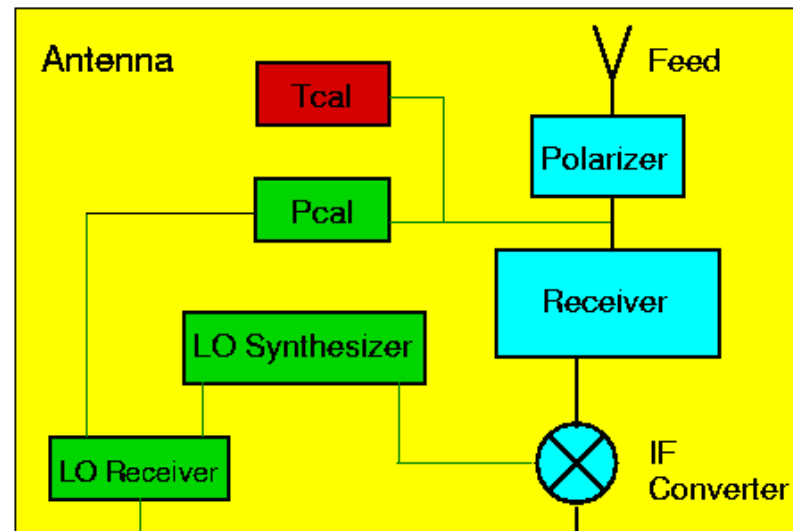 Antenna
Feed
Tcal
Polarizer
Pcal
Receiver
LO Synthesizer
LO Receiver
IF
Converter